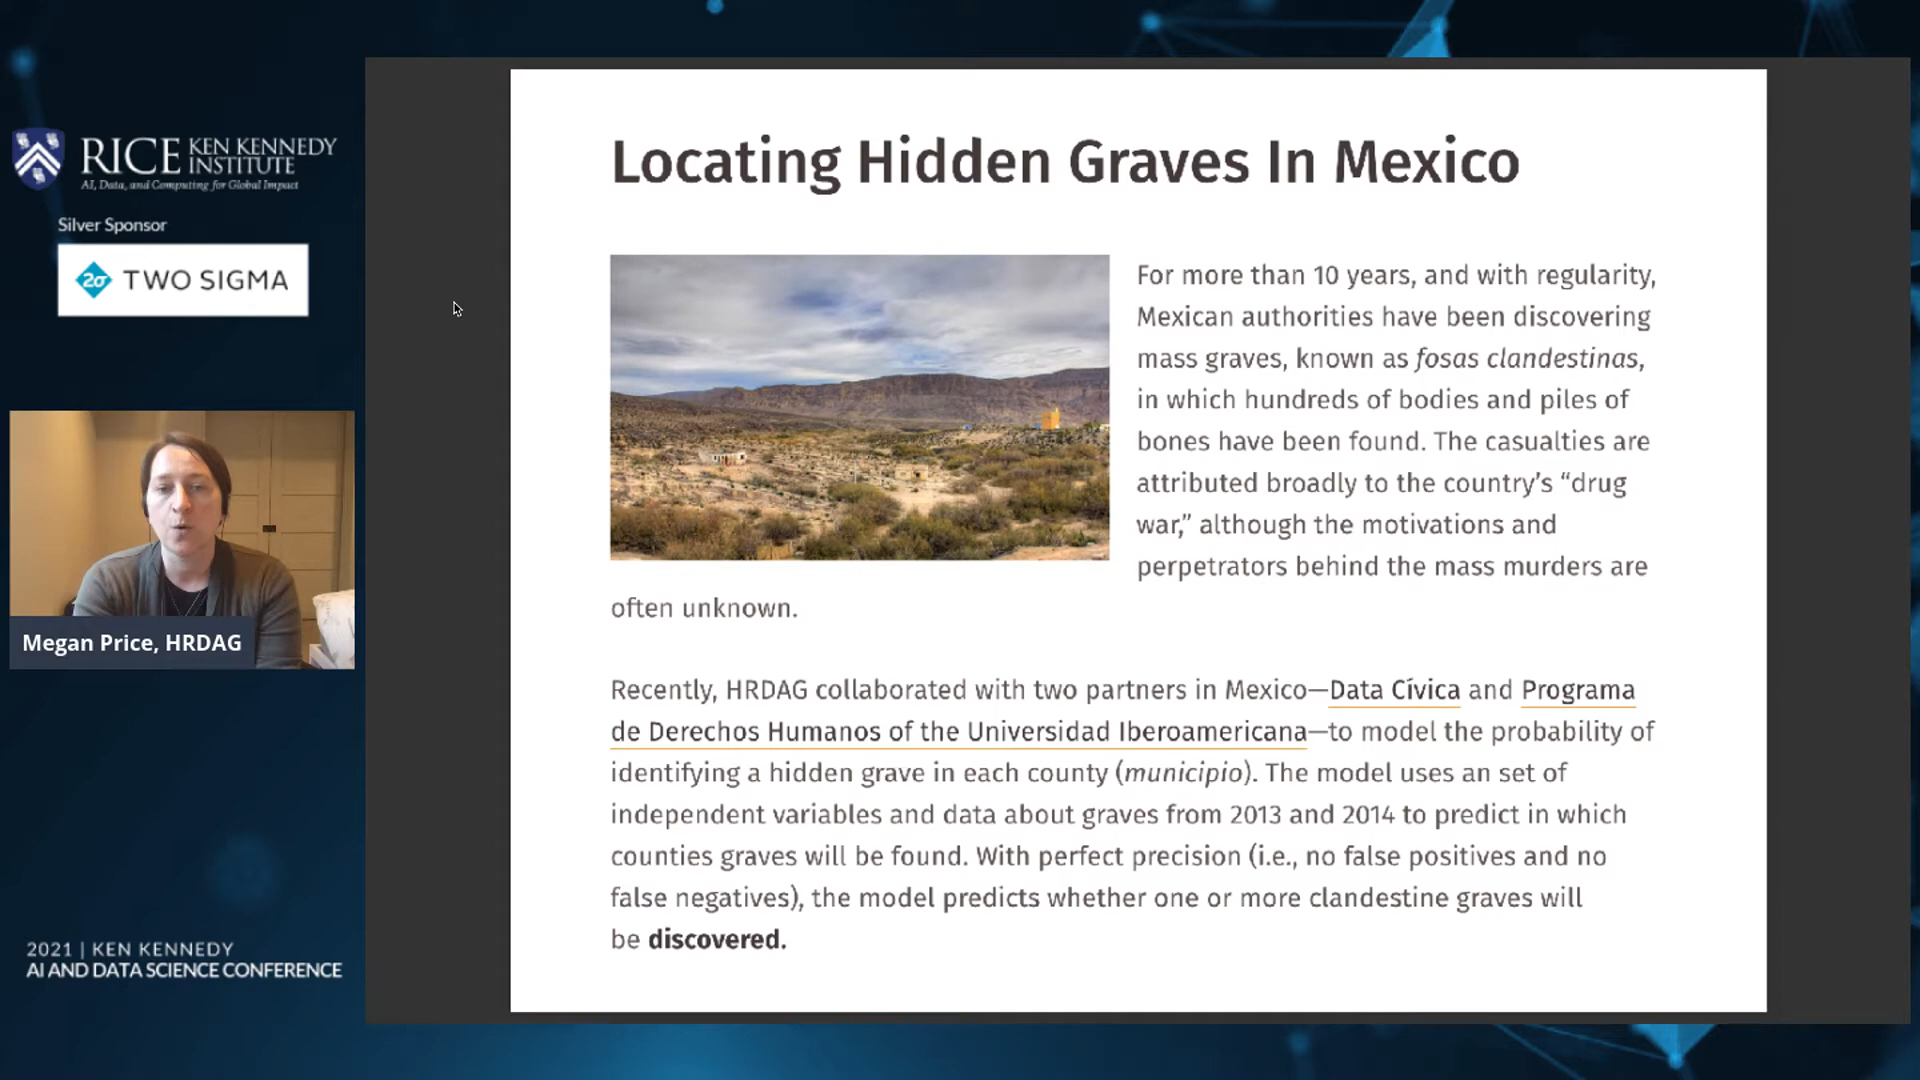 RICE KEN KENNEDY
INSTITUTE
AI, Data, and Computing for Global Impact
Silver Sponsor
2σ TWO SIGMA
Megan Price, HRDAG
2021 | KEN KENNEDY
AI AND DATA SCIENCE CONFERENCE
Locating Hidden Graves In Mexico
For more than 10 years, and with regularity,
Mexican authorities have been discovering
mass graves, known as fosas clandestinas,
in which hundreds of bodies and piles of
bones have been found. The casualties are
attributed broadly to the country’s “drug
war,” although the motivations and
perpetrators behind the mass murders are
often unknown.
Recently, HRDAG collaborated with two partners in Mexico—Data Cívica and Programa
de Derechos Humanos of the Universidad Iberoamericana—to model the probability of
identifying a hidden grave in each county (municipio). The model uses an set of
independent variables and data about graves from 2013 and 2014 to predict in which
counties graves will be found. With perfect precision (i.e., no false positives and no
false negatives), the model predicts whether one or more clandestine graves will
be discovered.